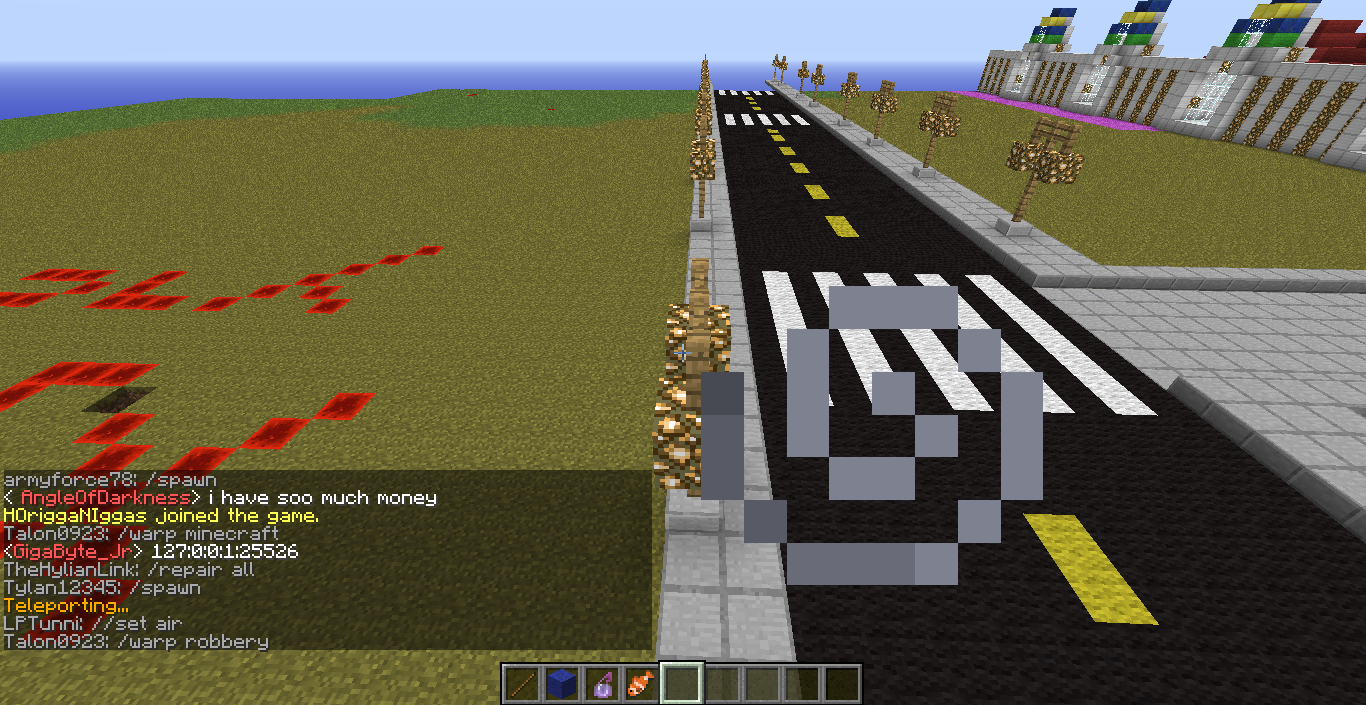 armyforce78: /spawn
< AngleOfDarkness> i have soo much money
HOriggaNIggas joined the game.
Talon0923: /warp minecraft
<GigaByte_Jr> 127:0:0:1:25526
TheHylianLink: /repair all
Tylan12345: /spawn
Teleporting...
LPTunni: //set air
Talon0923: /warp robbery